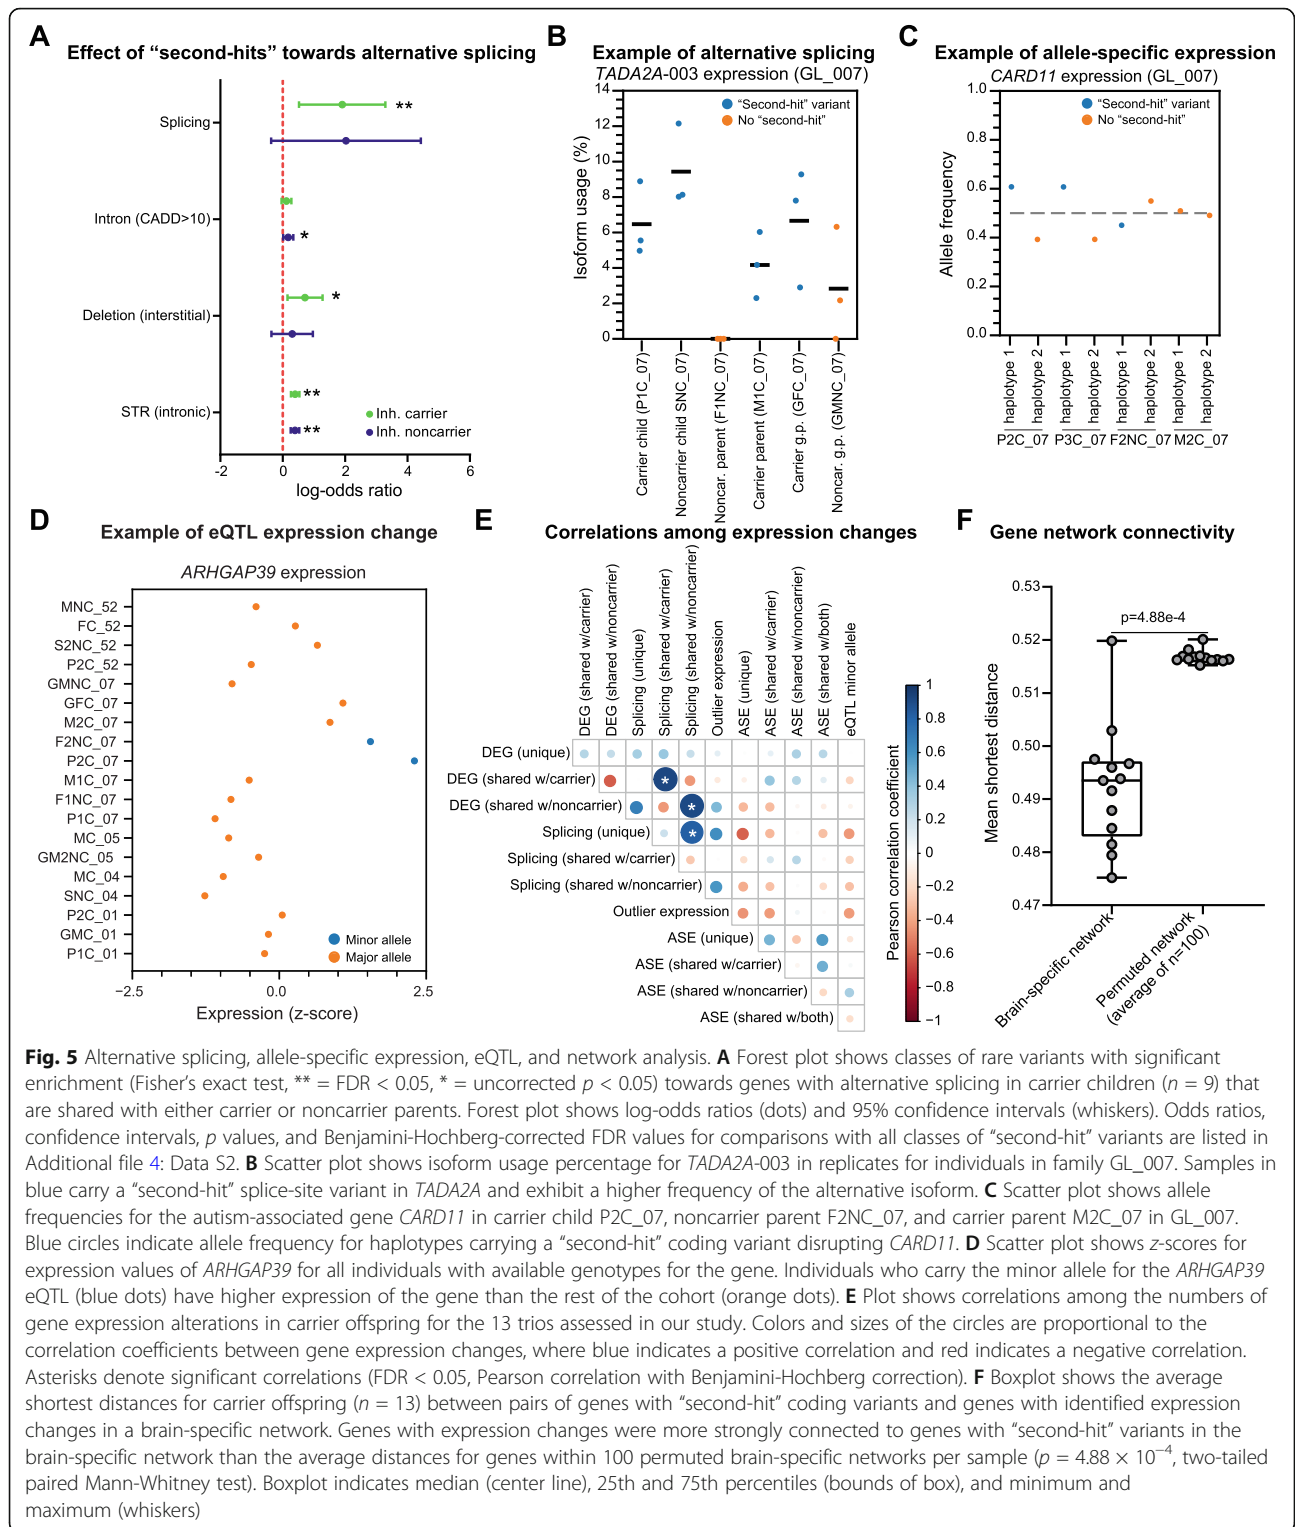 A Effect of “second-hits” towards alternative splicing
Splicing
**
Intron (CADD>10)
*
Deletion (interstitial)
*
STR (intronic)
**
**
Inh. carrier
Inh. noncarrier
-2 0 2 4 6
log-odds ratio
B Example of alternative splicing
TADA2A-003 expression (GL_007)
“Second-hit” variant
No “second-hit”
Isoform usage (%)
14
12
10
8
6
4
2
0
Carrier child (P1C_07)
Noncarrier child SNC_07)
Noncar. parent (F1NC_07)
Carrier parent (M1C_07)
Carrier g.p. (GFC_07)
Noncar. g.p. (GMNC_07)
C Example of allele-specific expression
CARD11 expression (GL_007)
“Second-hit” variant
No “second-hit”
Allele frequency
1.0
0.8
0.6
0.4
0.2
0.0
haplotype 1
haplotype 2
haplotype 1
haplotype 2
haplotype 1
haplotype 2
haplotype 1
haplotype 2
P2C_07 P3C_07 F2NC_07 M2C_07
D Example of eQTL expression change
ARHGAP39 expression
MNC_52
FC_52
S2NC_52
P2C_52
GMNC_07
GFC_07
M2C_07
F2NC_07
P2C_07
M1C_07
F1NC_07
P1C_07
MC_05
GM2NC_05
MC_04
SNC_04
P2C_01
GMC_01
P1C_01
Minor allele
Major allele
−2.5 0.0 2.5
Expression (z-score)
E Correlations among expression changes
DEG (shared w/carrier)
DEG (shared w/noncarrier)
Splicing (unique)
Splicing (shared w/carrier)
Splicing (shared w/noncarrier)
Outlier expression
ASE (unique)
ASE (shared w/carrier)
ASE (shared w/noncarrier)
ASE (shared w/both)
eQTL minor allele
DEG (unique)
DEG (shared w/carrier)
*
DEG (shared w/noncarrier)
*
Splicing (unique)
*
Splicing (shared w/carrier)
Splicing (shared w/noncarrier)
Outlier expression
ASE (unique)
ASE (shared w/carrier)
ASE (shared w/noncarrier)
ASE (shared w/both)
Pearson correlation coefficient
1
0.8
0.6
0.4
0.2
0
−0.2
−0.4
−0.6
−0.8
−1
F Gene network connectivity
Mean shortest distance
0.53
0.52
0.51
0.50
0.49
0.48
0.47
p=4.88e-4
Brain-specific network
Permuted network
(average of n=100)
Fig. 5 Alternative splicing, allele-specific expression, eQTL, and network analysis. A Forest plot shows classes of rare variants with significant
enrichment (Fisher’s exact test, ** = FDR < 0.05, * = uncorrected p < 0.05) towards genes with alternative splicing in carrier children (n = 9) that
are shared with either carrier or noncarrier parents. Forest plot shows log-odds ratios (dots) and 95% confidence intervals (whiskers). Odds ratios,
confidence intervals, p values, and Benjamini-Hochberg-corrected FDR values for comparisons with all classes of “second-hit” variants are listed in
Additional file 4: Data S2. B Scatter plot shows isoform usage percentage for TADA2A-003 in replicates for individuals in family GL_007. Samples in
blue carry a “second-hit” splice-site variant in TADA2A and exhibit a higher frequency of the alternative isoform. C Scatter plot shows allele
frequencies for the autism-associated gene CARD11 in carrier child P2C_07, noncarrier parent F2NC_07, and carrier parent M2C_07 in GL_007.
Blue circles indicate allele frequency for haplotypes carrying a “second-hit” coding variant disrupting CARD11. D Scatter plot shows z-scores for
expression values of ARHGAP39 for all individuals with available genotypes for the gene. Individuals who carry the minor allele for the ARHGAP39
eQTL (blue dots) have higher expression of the gene than the rest of the cohort (orange dots). E Plot shows correlations among the numbers of
gene expression alterations in carrier offspring for the 13 trios assessed in our study. Colors and sizes of the circles are proportional to the
correlation coefficients between gene expression changes, where blue indicates a positive correlation and red indicates a negative correlation.
Asterisks denote significant correlations (FDR < 0.05, Pearson correlation with Benjamini-Hochberg correction). F Boxplot shows the average
shortest distances for carrier offspring (n = 13) between pairs of genes with “second-hit” coding variants and genes with identified expression
changes in a brain-specific network. Genes with expression changes were more strongly connected to genes with “second-hit” variants in the
brain-specific network than the average distances for genes within 100 permuted brain-specific networks per sample (p = 4.88 × 10−4, two-tailed
paired Mann-Whitney test). Boxplot indicates median (center line), 25th and 75th percentiles (bounds of box), and minimum and
maximum (whiskers)